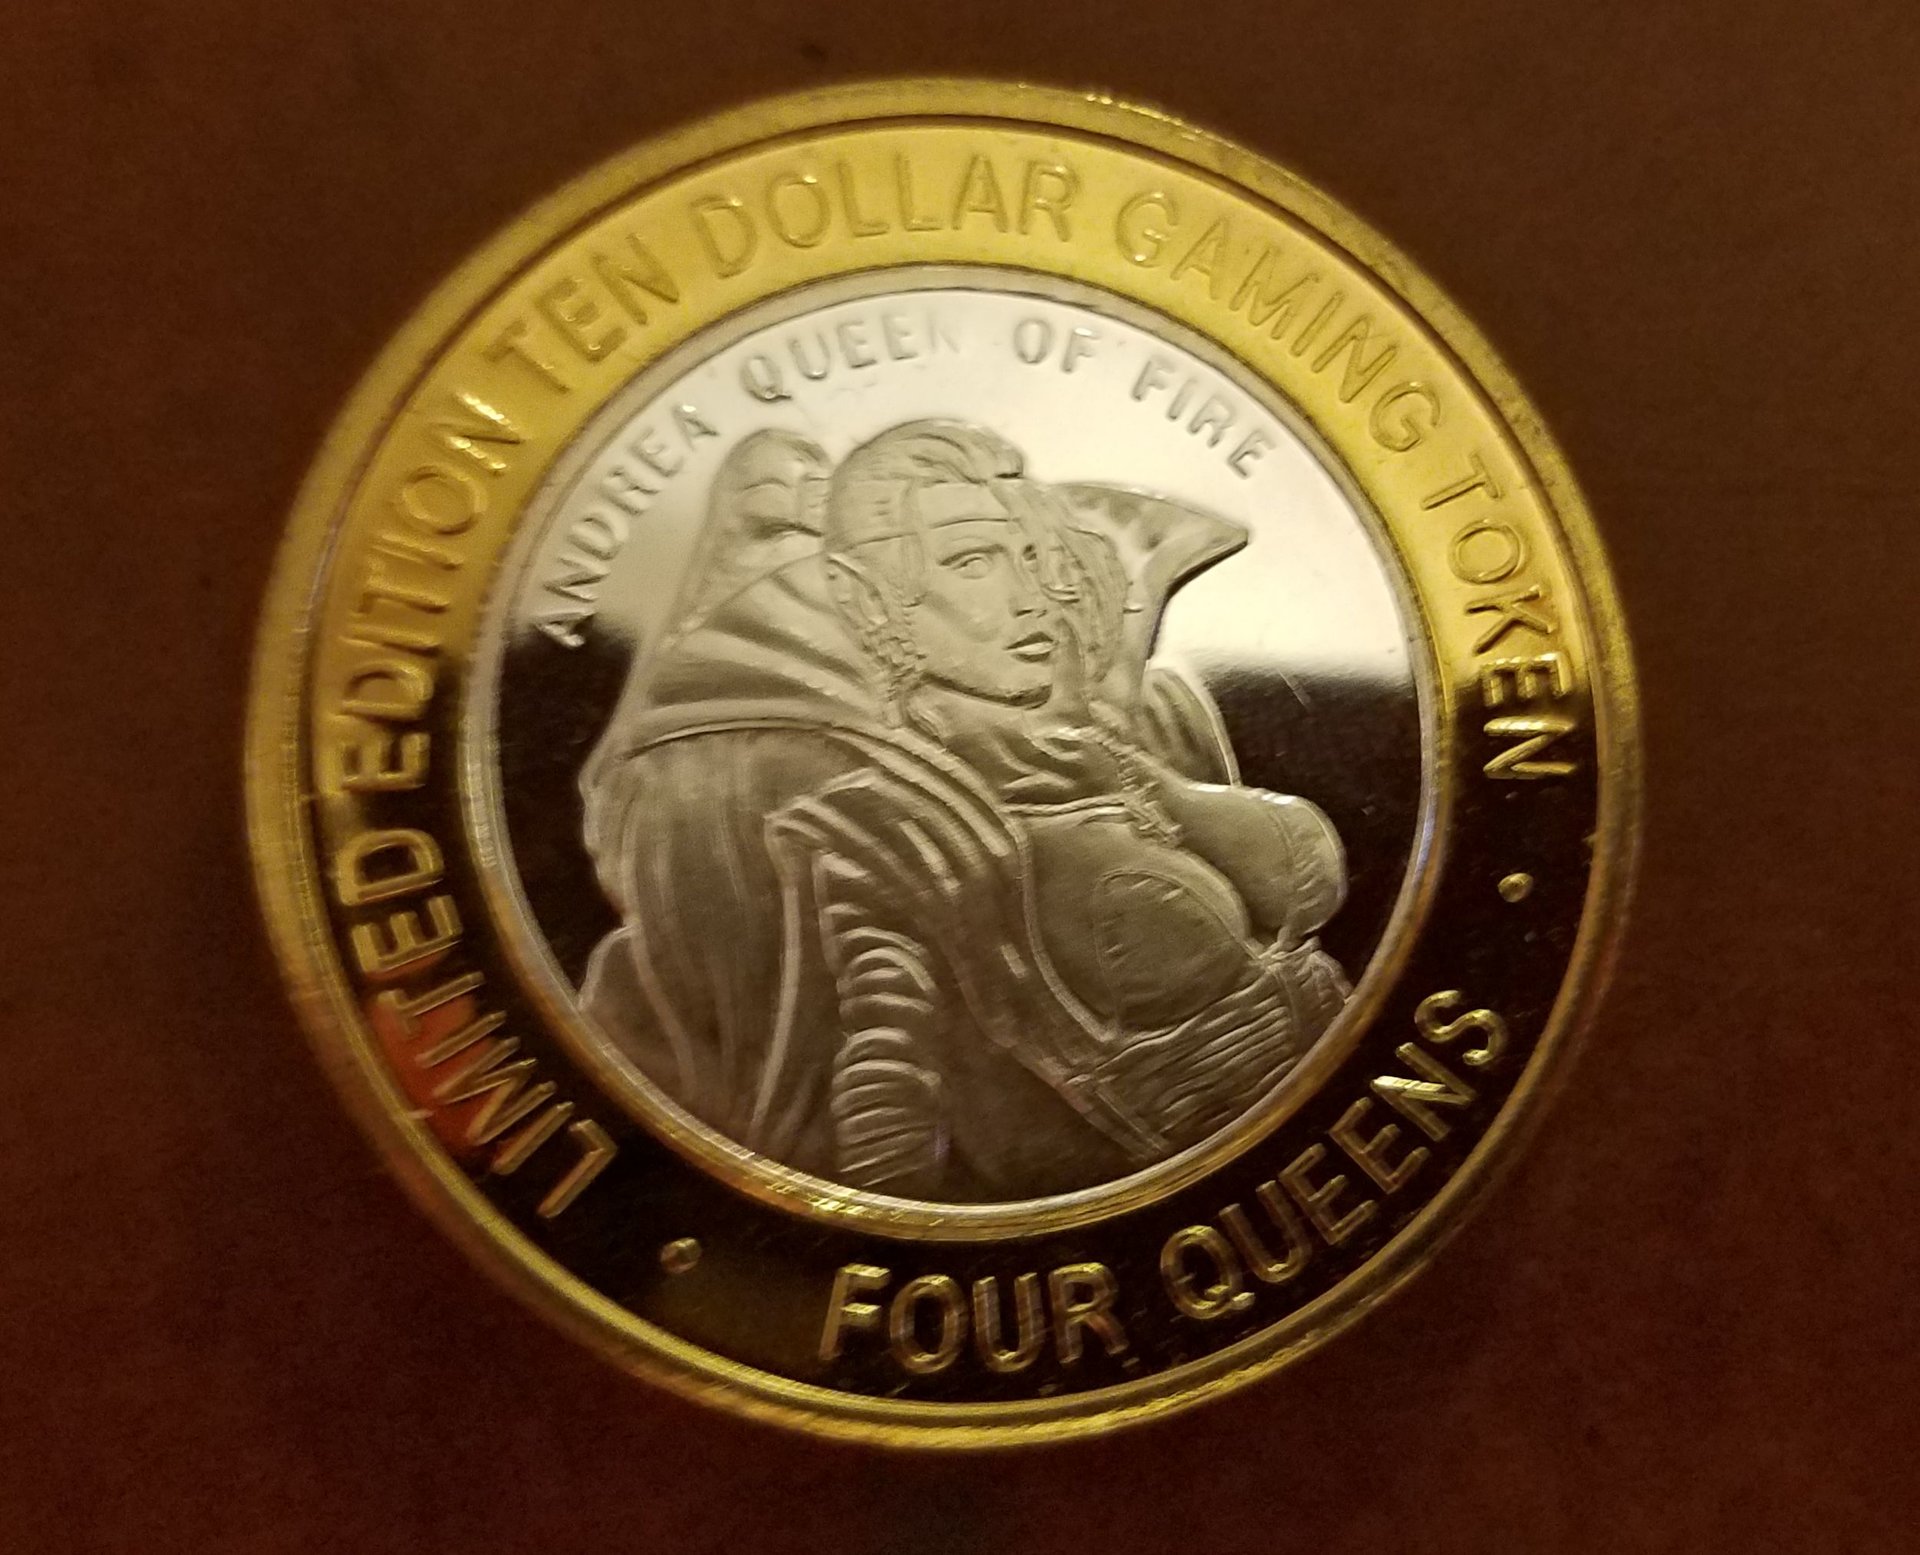 LIMITED EDITION TEN DOLLAR GAMING TOKEN
ANDREA QUEEN OF FIRE
• FOUR QUEENS •